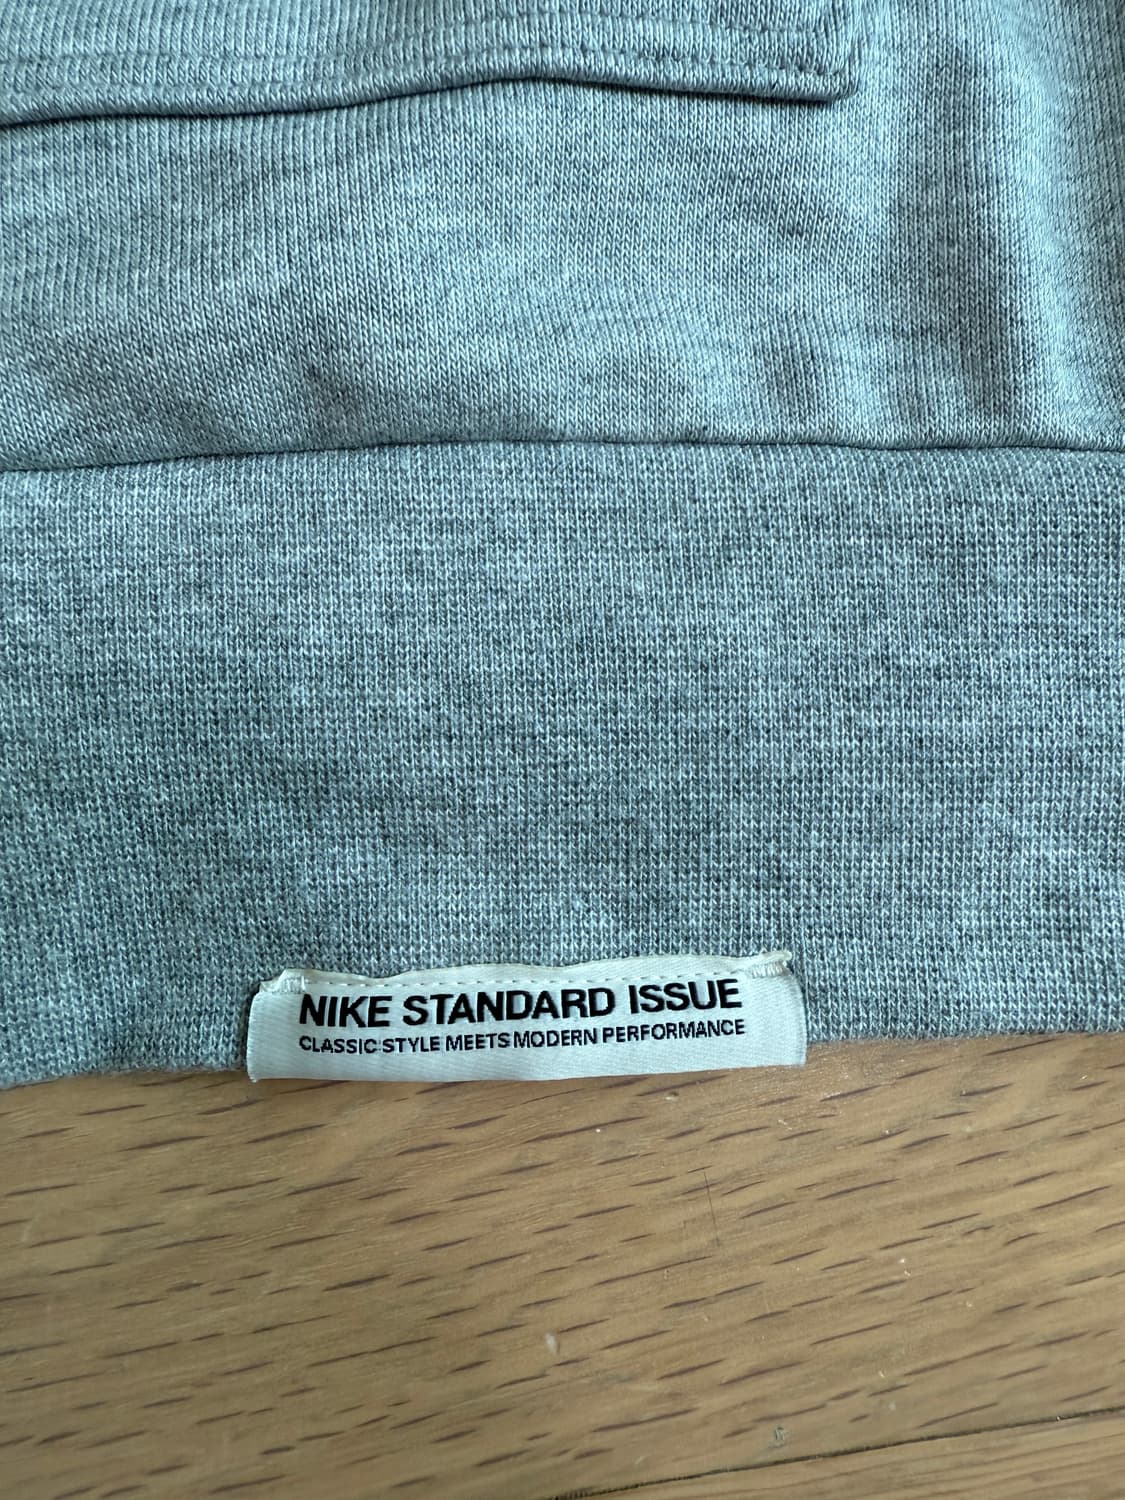 NIKE STANDARD ISSUE
CLASSIC STYLE MEETS MODERN PERFORMANCE